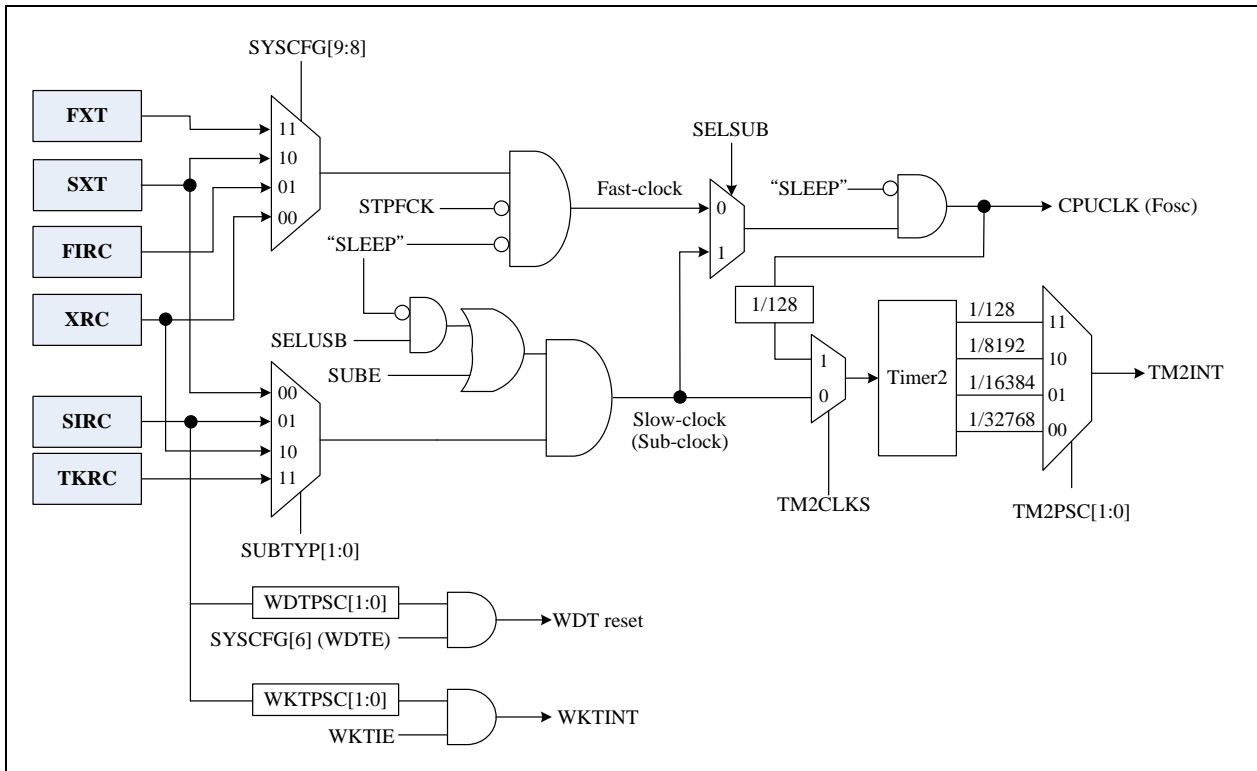 SYSCFG[9:8]
FXT
SXT
FIRC
XRC
SIRC
TKRC
11
10
01
00
STPFCK
“SLEEP”
SELUSB
SUBE
00
01
10
11
SUBTYP[1:0]
Fast-clock
SELSUB
0
1
“SLEEP”
CPUCLK (Fosc)
1/128
Slow-clock
(Sub-clock)
1
0
TM2CLKS
Timer2
1/128
1/8192
1/16384
1/32768
11
10
01
00
TM2PSC[1:0]
TM2INT
WDTPSC[1:0]
SYSCFG[6] (WDTE)
WDT reset
WKTPSC[1:0]
WKTIE
WKTINT